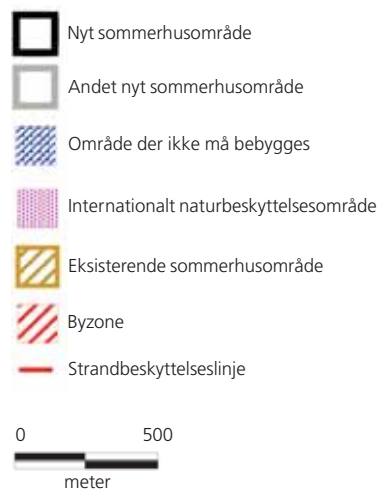 Nyt sommerhusområde
Andet nyt sommerhusområde
Område der ikke må bebygges
Internationalt naturbeskyttelsesområde
Eksisterende sommerhusområde
Byzone
Strandbeskyttelseslinje
0 500
meter